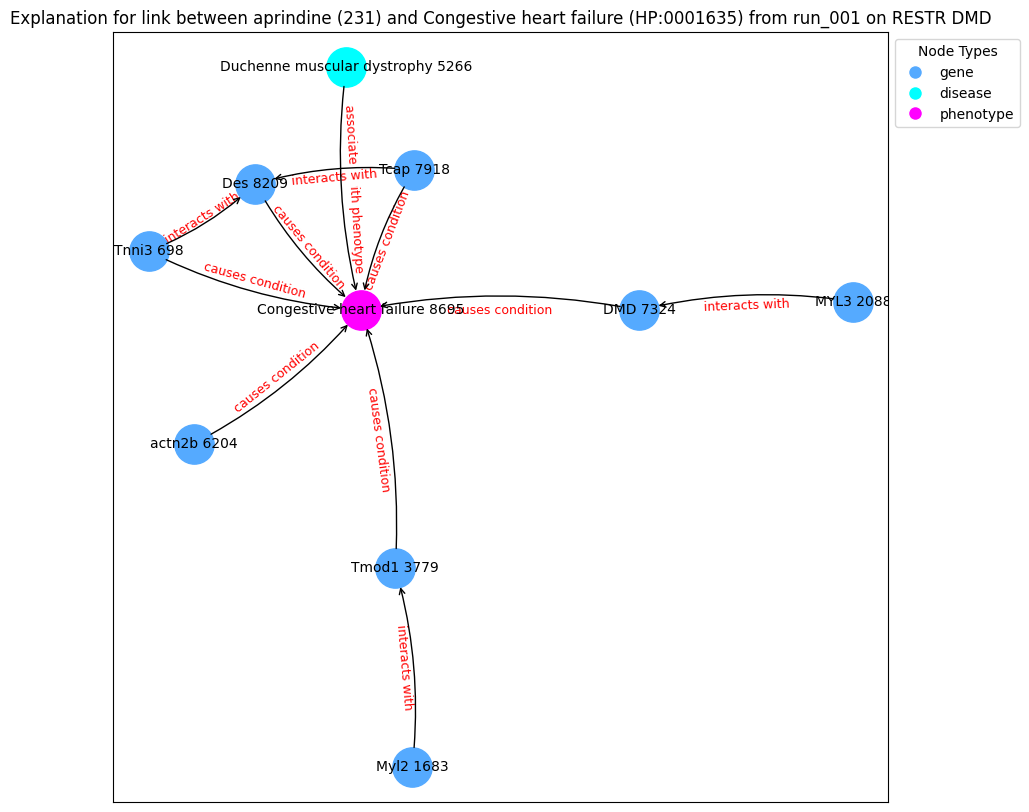 Explanation for link between aprindine (231) and Congestive heart failure (HP:0001635) from run_001 on RESTR DMD
Node Types
gene
disease
phenotype
Duchenne muscular dystrophy 5266
associate ith phenotype
Tcap 7918
Des 8209
interacts with
interacts with
causes condition
causes condition
Tnni3 698
causes condition
Congestive heart failure 8695
causes condition
DMD 7324
interacts with
MYL3 2088
causes condition
actn2b 6204
causes condition
Tmod1 3779
interacts with
Myl2 1683